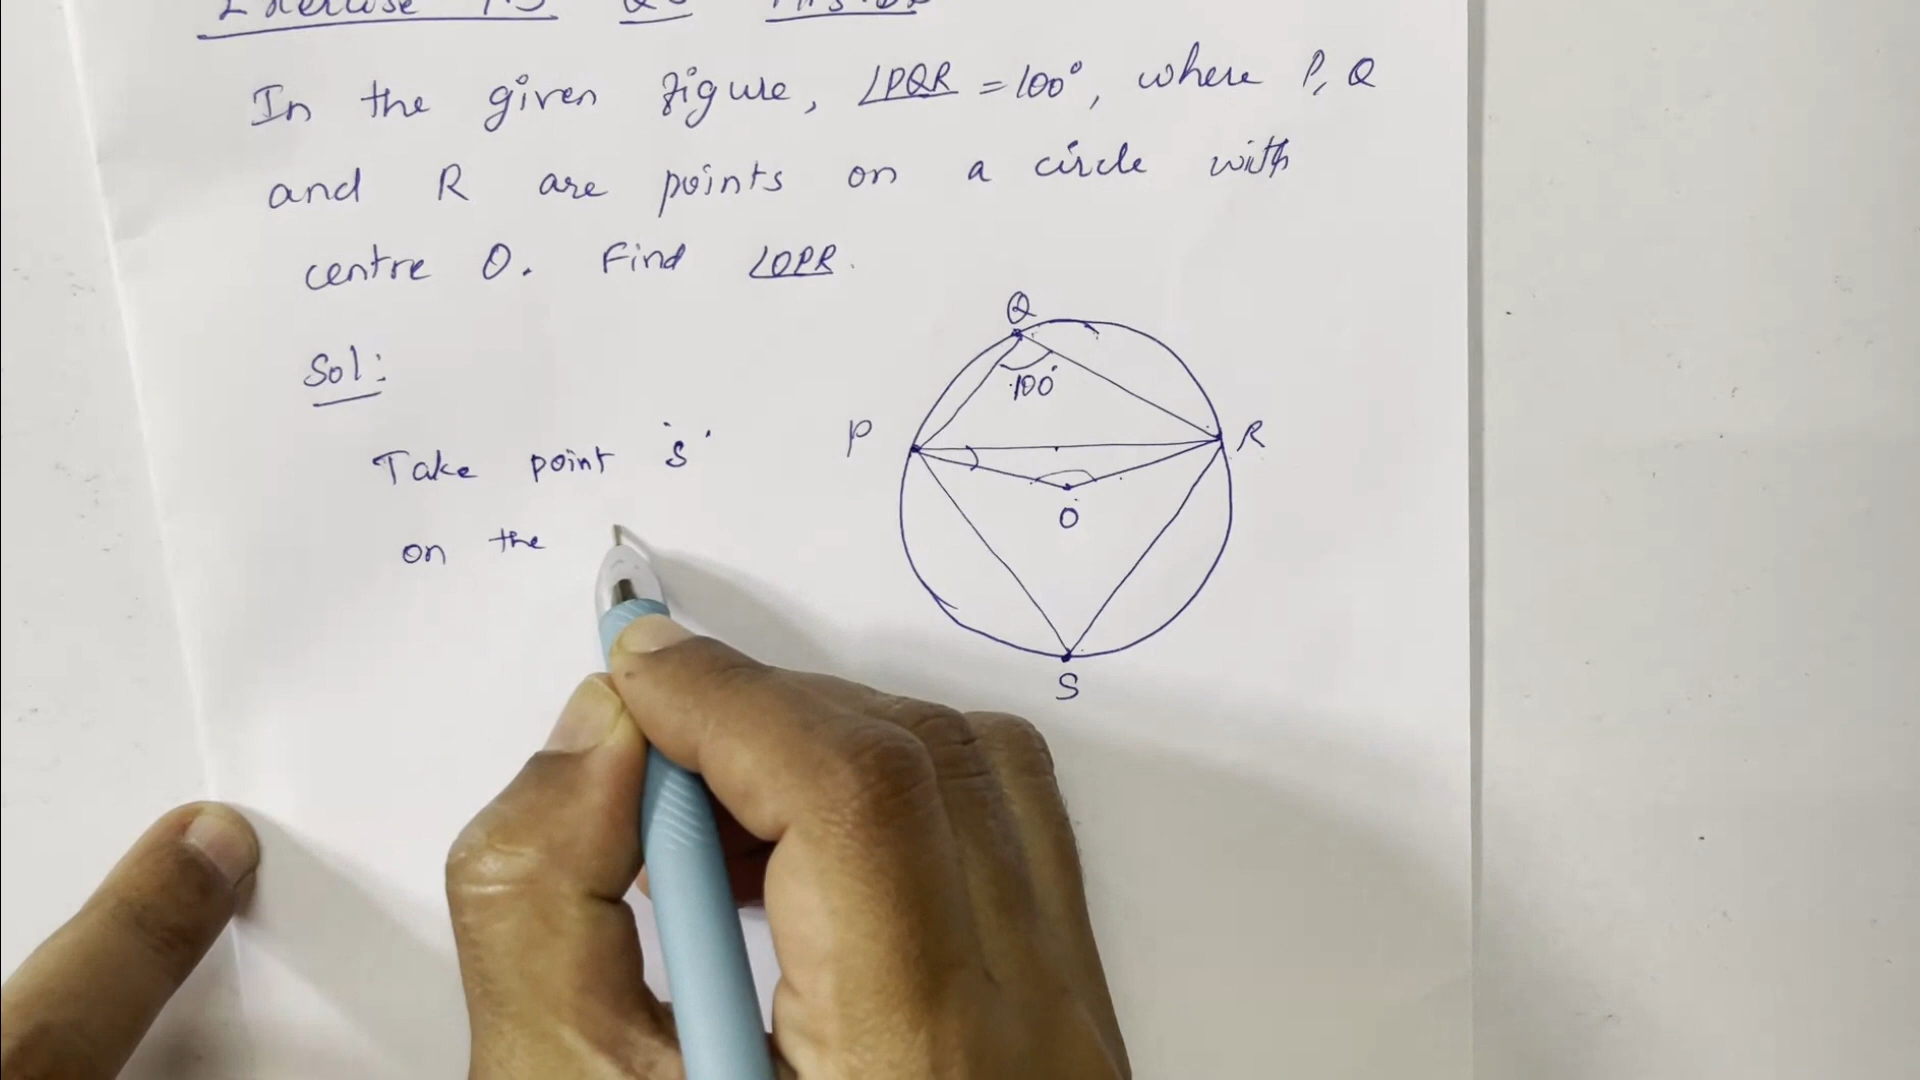 In the given figure, ∠PQR = 100°, where P, Q
and R are points on a circle with
centre O. Find ∠OPR.
Sol:
Take point 's'
on the
Q
100°
P
R
O
S